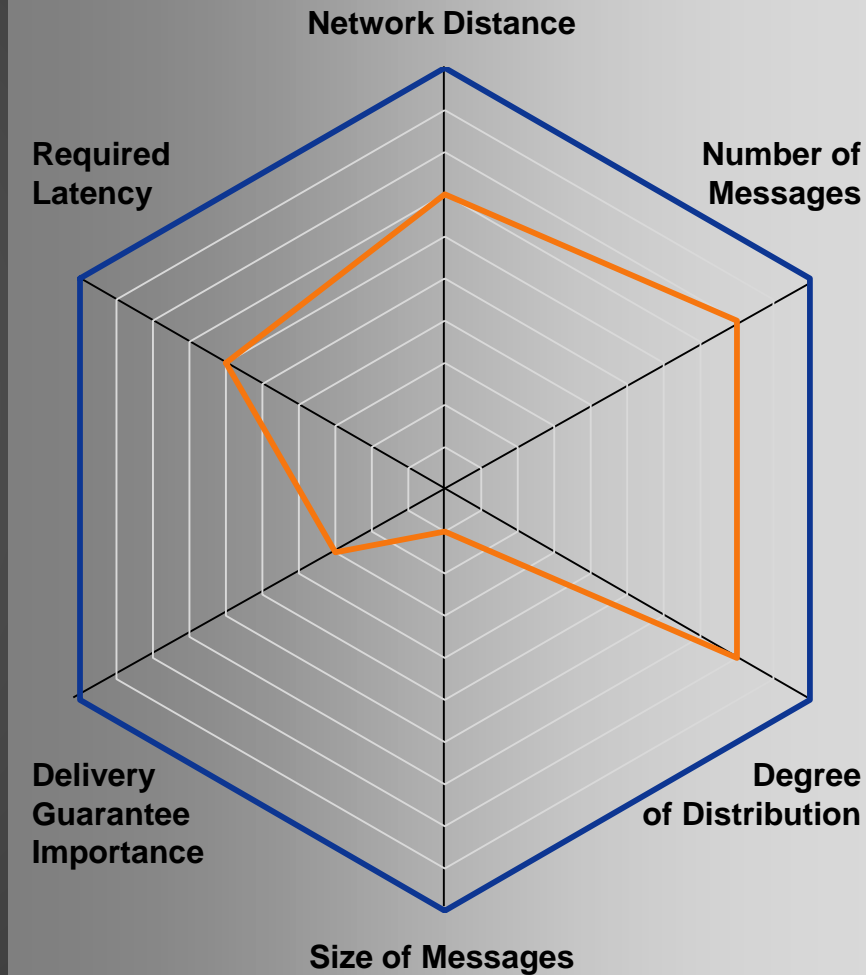 Network Distance
Required
Latency
Number of
Messages
Delivery
Guarantee
Importance
Degree
of Distribution
Size of Messages